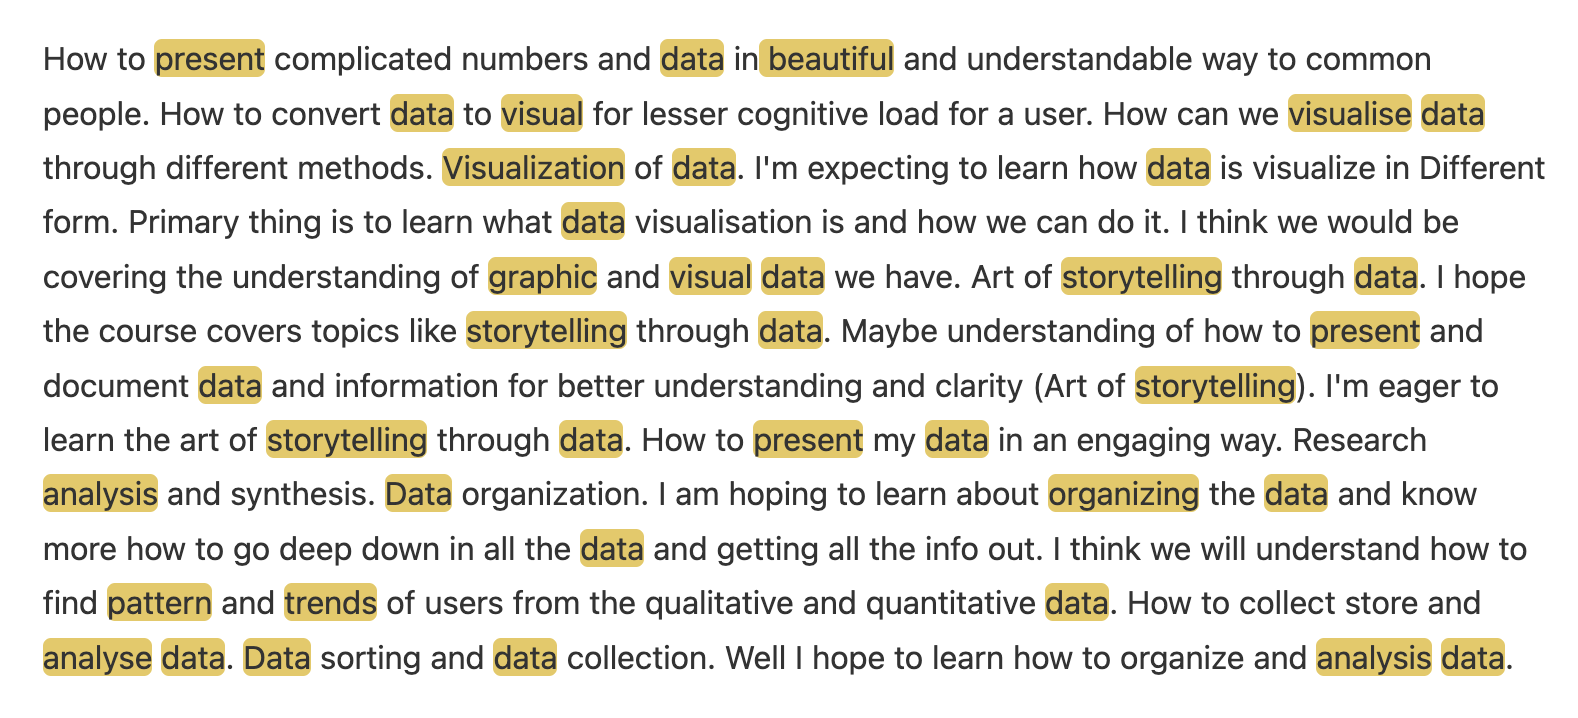 How to present complicated numbers and data in beautiful and understandable way to common
people. How to convert data to visual for lesser cognitive load for a user. How can we visualise data
through different methods. Visualization of data. I'm expecting to learn how data is visualize in Different
form. Primary thing is to learn what data visualisation is and how we can do it. I think we would be
covering the understanding of graphic and visual data we have. Art of storytelling through data. I hope
the course covers topics like storytelling through data. Maybe understanding of how to present and
document data and information for better understanding and clarity (Art of storytelling). I'm eager to
learn the art of storytelling through data. How to present my data in an engaging way. Research
analysis and synthesis. Data organization. I am hoping to learn about organizing the data and know
more how to go deep down in all the data and getting all the info out. I think we will understand how to
find pattern and trends of users from the qualitative and quantitative data. How to collect store and
analyse data. Data sorting and data collection. Well I hope to learn how to organize and analysis data.